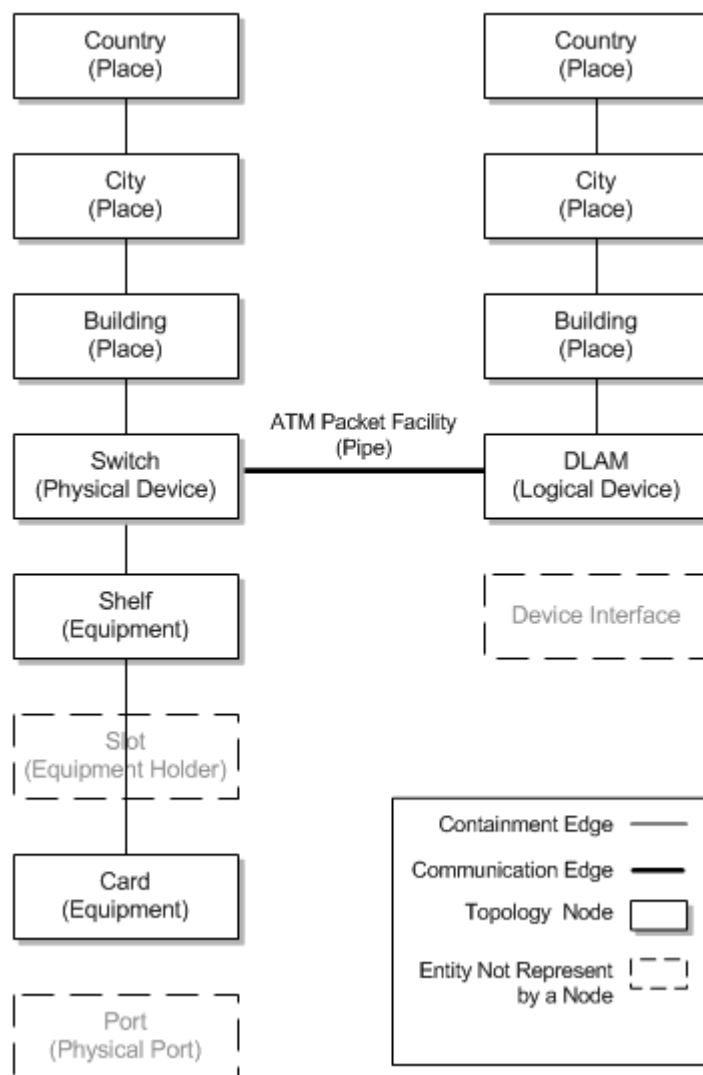 Country
(Place)
Country
(Place)
City
(Place)
City
(Place)
Building
(Place)
Building
(Place)
ATM Packet Facility
(Pipe)
Switch
(Physical Device)
DLAM
(Logical Device)
Shelf
(Equipment)
Device Interface
Slot
(Equipment Holder)
Card
(Equipment)
Port
(Physical Port)
Containment Edge
Communication Edge
Topology Node
Entity Not Represent
by a Node